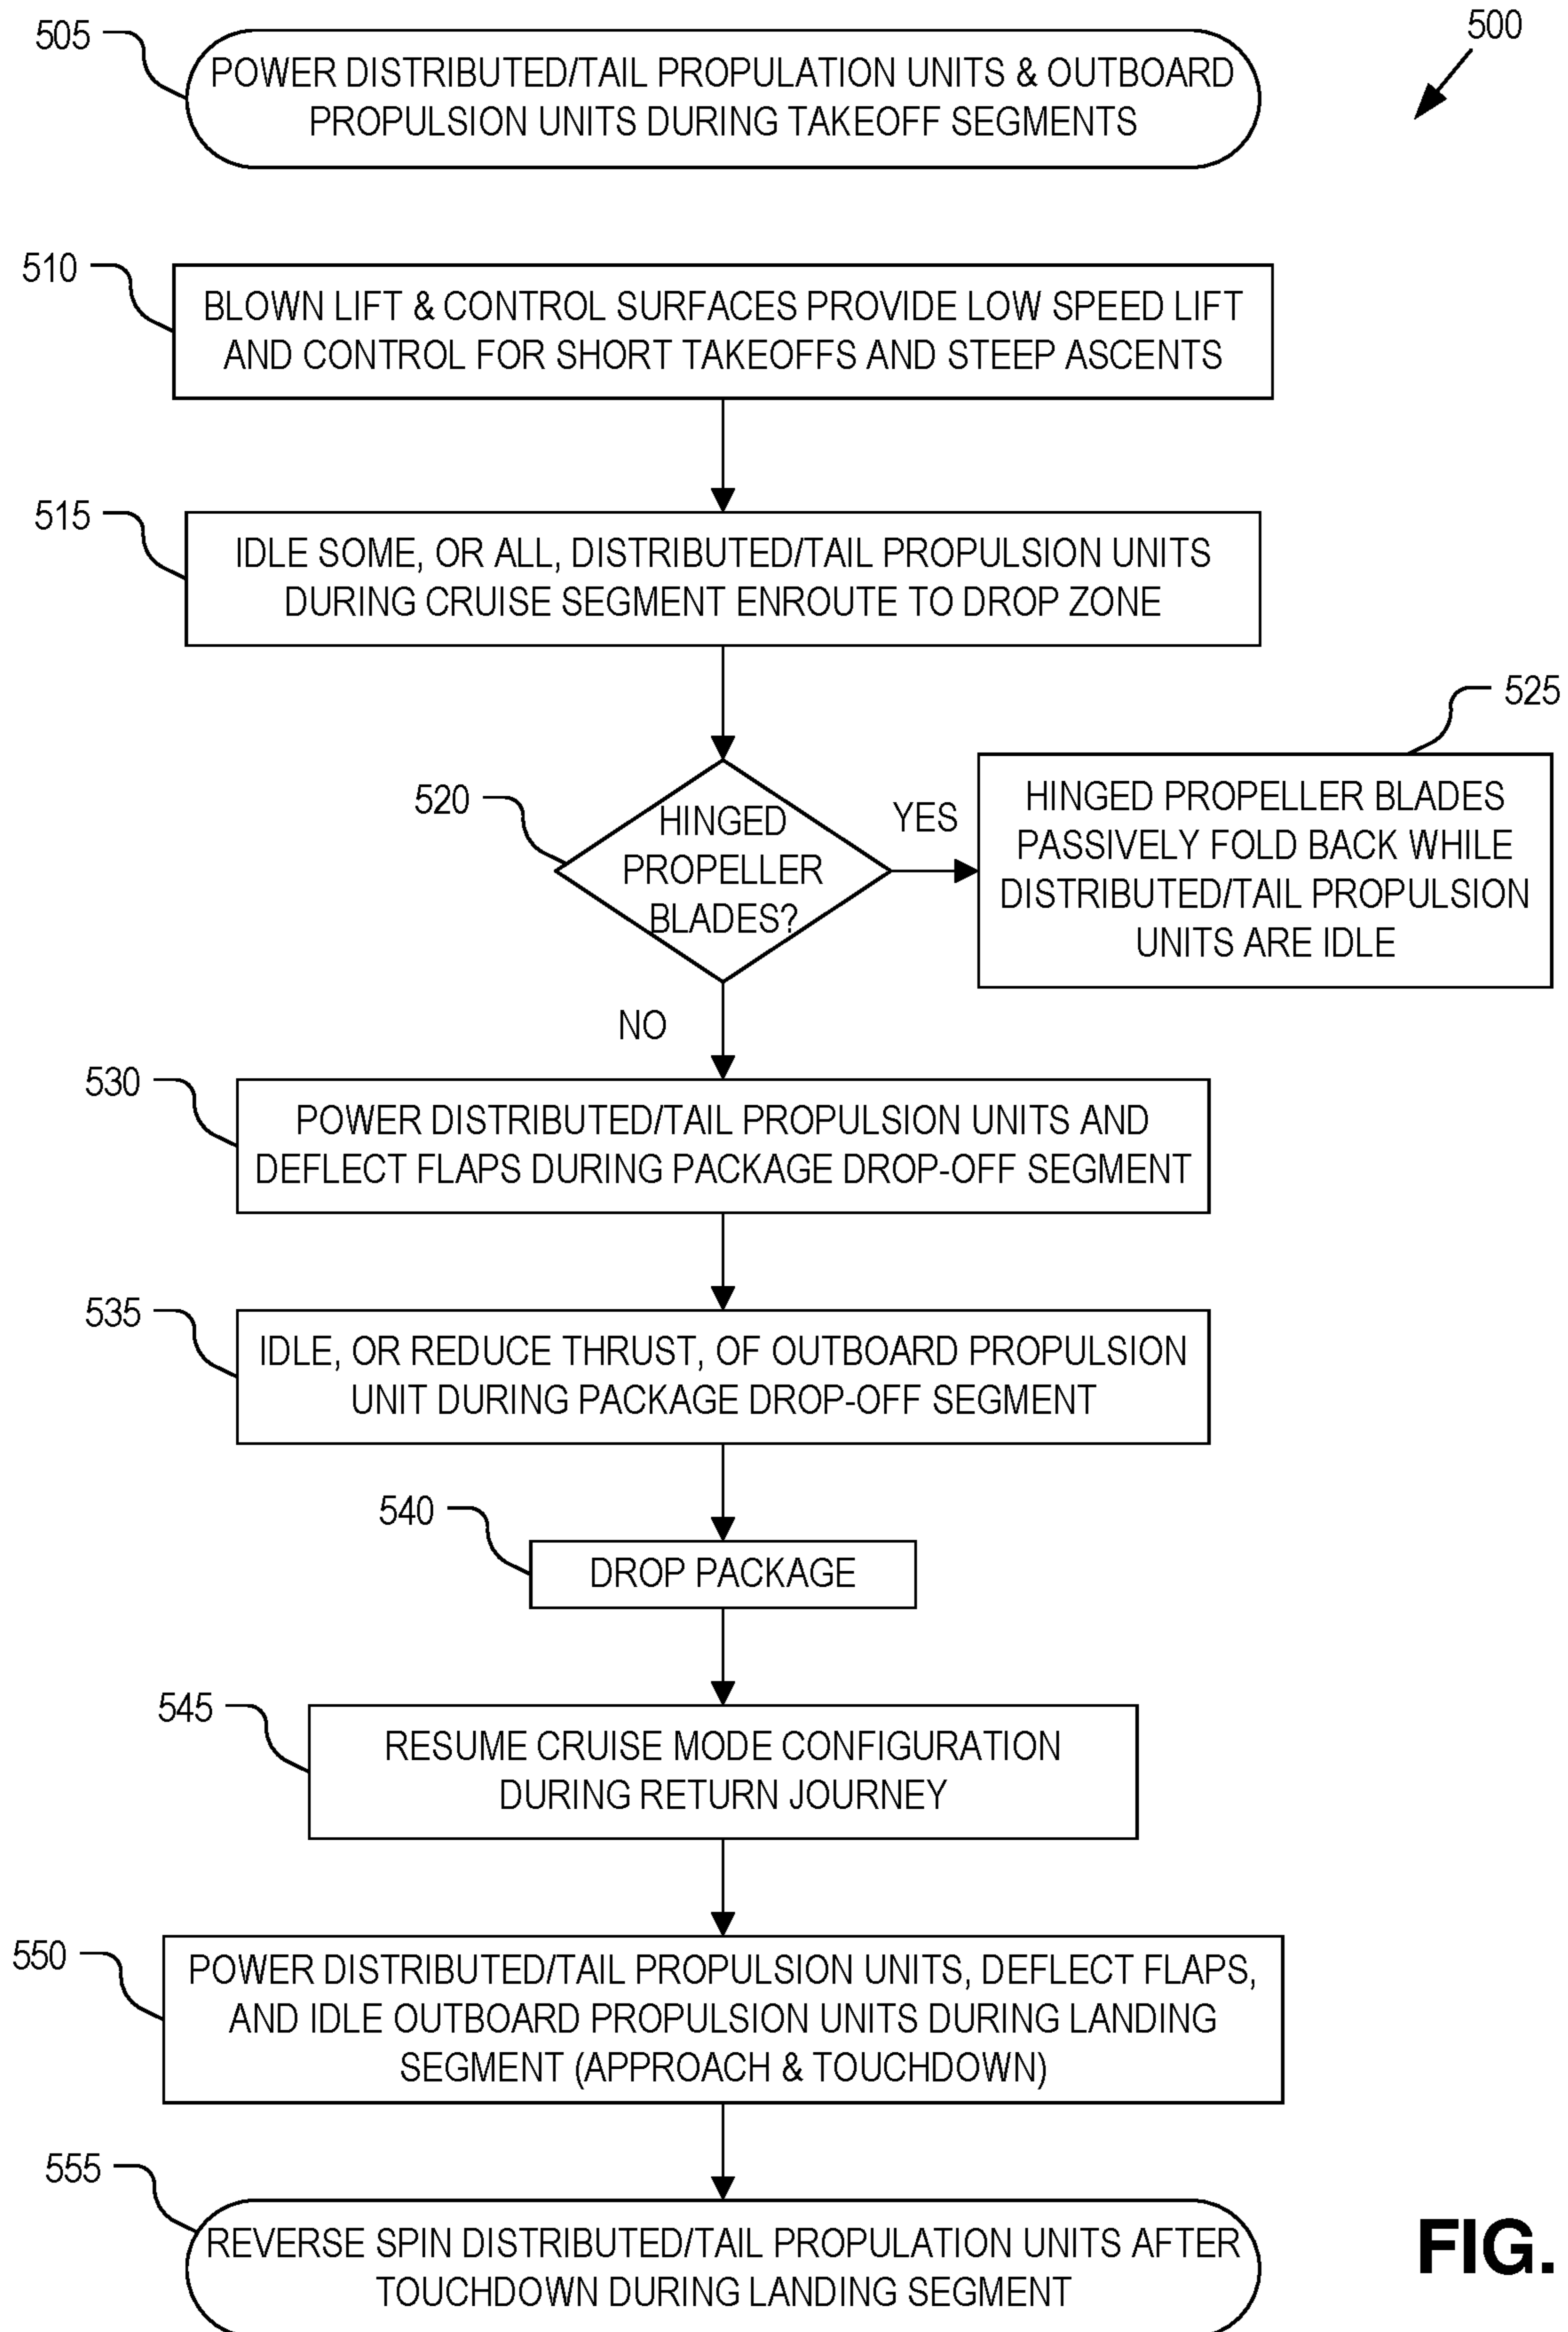 500
505
POWER DISTRIBUTED/TAIL PROPULATION UNITS & OUTBOARD
PROPULSION UNITS DURING TAKEOFF SEGMENTS
510
BLOWN LIFT & CONTROL SURFACES PROVIDE LOW SPEED LIFT
AND CONTROL FOR SHORT TAKEOFFS AND STEEP ASCENTS
515
IDLE SOME, OR ALL, DISTRIBUTED/TAIL PROPULSION UNITS
DURING CRUISE SEGMENT ENROUTE TO DROP ZONE
520
HINGED
PROPELLER
BLADES?
YES
525
HINGED PROPELLER BLADES
PASSIVELY FOLD BACK WHILE
DISTRIBUTED/TAIL PROPULSION
UNITS ARE IDLE
NO
530
POWER DISTRIBUTED/TAIL PROPULSION UNITS AND
DEFLECT FLAPS DURING PACKAGE DROP-OFF SEGMENT
535
IDLE, OR REDUCE THRUST, OF OUTBOARD PROPULSION
UNIT DURING PACKAGE DROP-OFF SEGMENT
540
DROP PACKAGE
545
RESUME CRUISE MODE CONFIGURATION
DURING RETURN JOURNEY
550
POWER DISTRIBUTED/TAIL PROPULSION UNITS, DEFLECT FLAPS,
AND IDLE OUTBOARD PROPULSION UNITS DURING LANDING
SEGMENT (APPROACH & TOUCHDOWN)
555
REVERSE SPIN DISTRIBUTED/TAIL PROPULATION UNITS AFTER
TOUCHDOWN DURING LANDING SEGMENT
FIG.